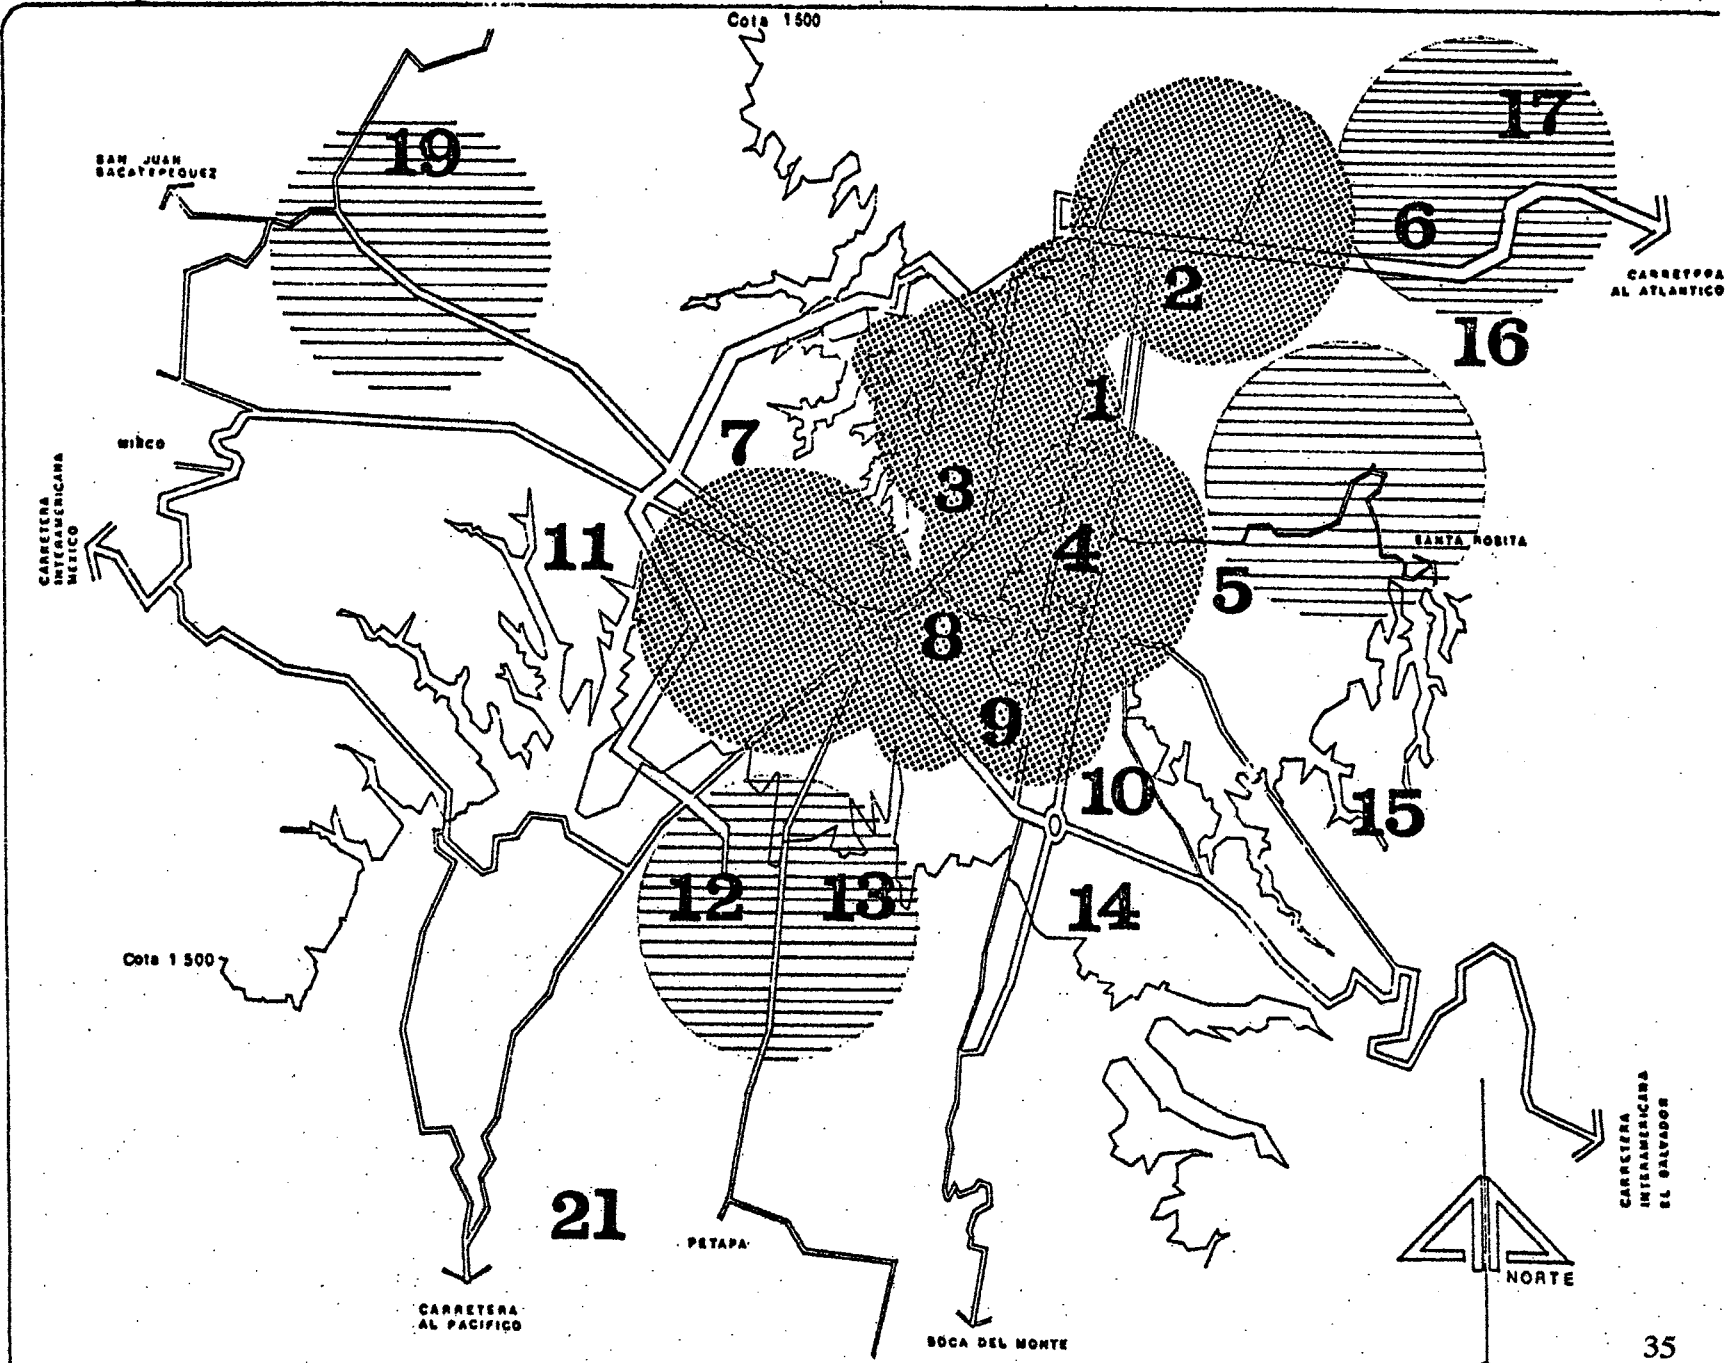 Cota 1500
17
19
SAN JUAN
SACATEPEQUEZ
6
2
CARRETERA
AL ATLANTICO
16
1
7
MIXCO
3
CARRETERA
INTERAMERICANA
MEXICO
11
4
SANTA ROSITA
5
8
9
10
15
12
13
14
Cota 1500
CARRETERA
INTERAMERICANA
EL SALVADOR
21
PETAPA
NORTE
CARRETERA
AL PACIFICO
BOCA DEL MONTE
35